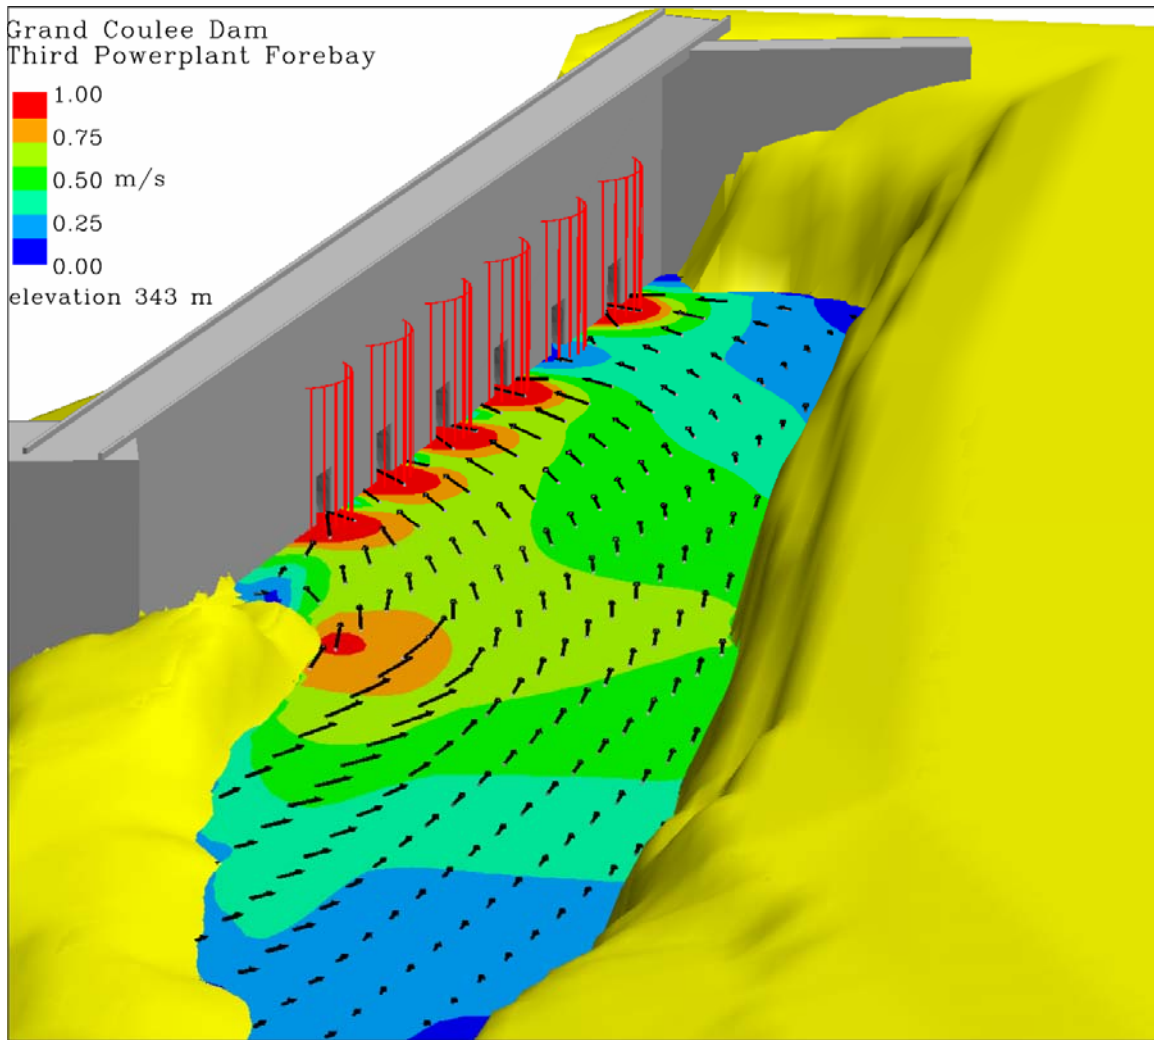 Grand Coulee Dam
Third Powerplant Forebay
1.00
0.75
0.50 m/s
0.25
0.00
elevation 343 m